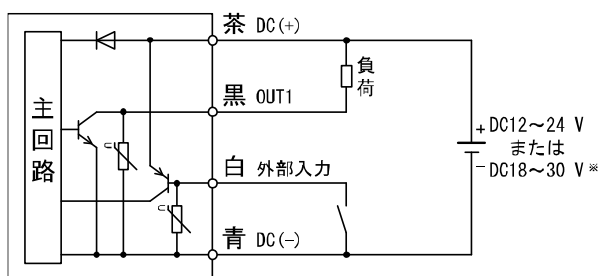 茶 DC(+)
主回路
負荷
黒 OUT1
+ DC12～24 V
または
− DC18～30 V ※
白 外部入力
青 DC(−)